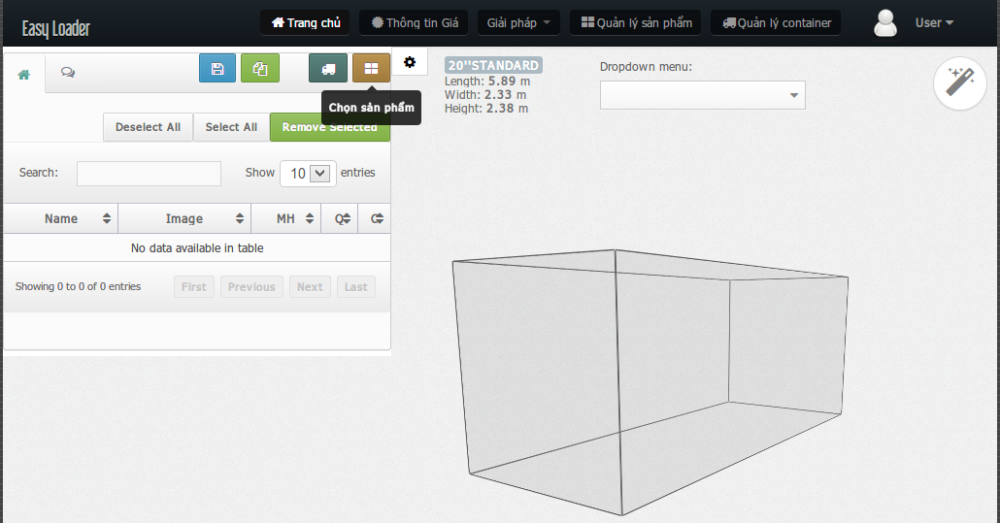 Easy Loader
Trang chủ
Thông tin Giá
Giải pháp
Quản lý sản phẩm
Quản lý container
User
Chọn sản phẩm
Deselect All
Select All
Remove Selected
Search:
Show 10 entries
Name Image MH Q C
No data available in table
Showing 0 to 0 of 0 entries
First Previous Next Last
20"STANDARD
Length: 5.89 m
Width: 2.33 m
Height: 2.38 m
Dropdown menu: